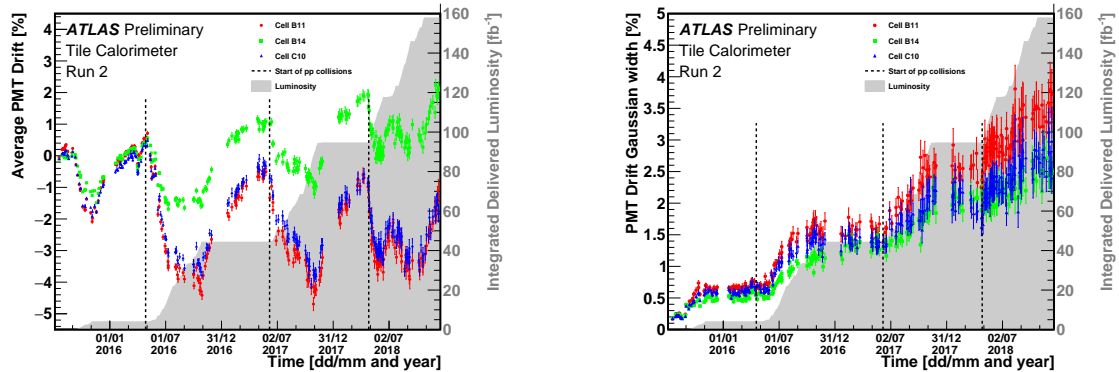 ATLAS Preliminary
Tile Calorimeter
Run 2
Cell B11
Cell B14
Cell C10
Start of pp collisions
Luminosity
Average PMT Drift [%]
4
3
2
1
0
−1
−2
−3
−4
−5
160
140
120
100
80
60
40
20
0
Integrated Delivered Luminosity [fb⁻¹]
01/01 2016
01/07 2016
31/12 2016
02/07 2017
31/12 2017
02/07 2018
Time [dd/mm and year]
ATLAS Preliminary
Tile Calorimeter
Run 2
Cell B11
Cell B14
Cell C10
Start of pp collisions
Luminosity
PMT Drift Gaussian width [%]
5
4.5
4
3.5
3
2.5
2
1.5
1
0.5
0
160
140
120
100
80
60
40
20
0
Integrated Delivered Luminosity [fb⁻¹]
01/01 2016
01/07 2016
31/12 2016
02/07 2017
31/12 2017
02/07 2018
Time [dd/mm and year]